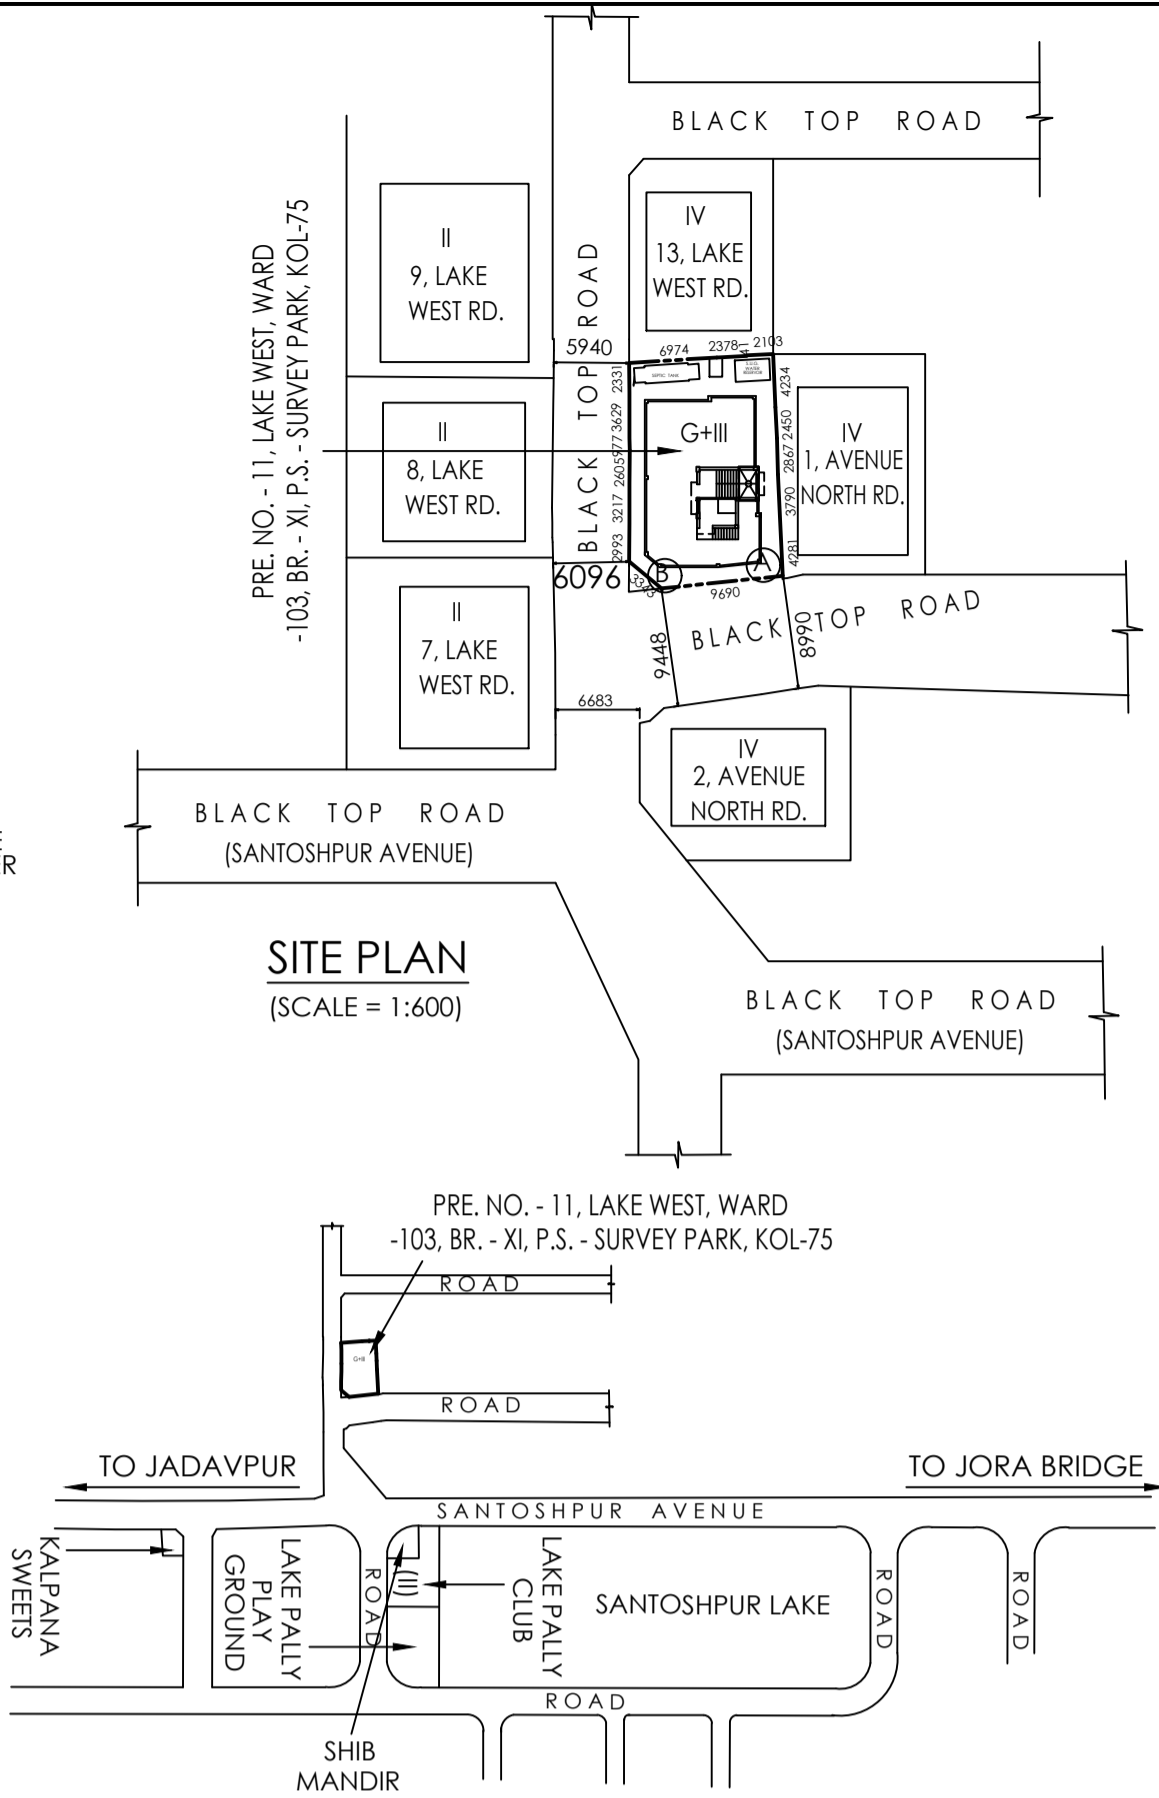 BLACK TOP ROAD
PRE. NO. - 11, LAKE WEST, WARD
-103, BR. - XI, P.S. - SURVEY PARK, KOL-75
II
9, LAKE
WEST RD.
BLACK TOP ROAD
IV
13, LAKE
WEST RD.
5940
6974
2378
2103
SEPTIC TANK
2331
3629
5977
2605
3217
2993
4234
2450
2867
3790
4281
G+III
II
8, LAKE
WEST RD.
IV
1, AVENUE
NORTH RD.
6096
B
A
9690
II
7, LAKE
WEST RD.
9448
BLACK TOP ROAD
8990
6683
IV
2, AVENUE
NORTH RD.
BLACK TOP ROAD
(SANTOSHPUR AVENUE)
ER
SITE PLAN
(SCALE = 1:600)
BLACK TOP ROAD
(SANTOSHPUR AVENUE)
PRE. NO. - 11, LAKE WEST, WARD
-103, BR. - XI, P.S. - SURVEY PARK, KOL-75
ROAD
G+III
ROAD
TO JADAVPUR
TO JORA BRIDGE
SANTOSHPUR AVENUE
KALPANA
SWEETS
LAKE PALLY
PLAY
GROUND
ROAD
(II)
LAKE PALLY
CLUB
SANTOSHPUR LAKE
ROAD
ROAD
ROAD
SHIB
MANDIR